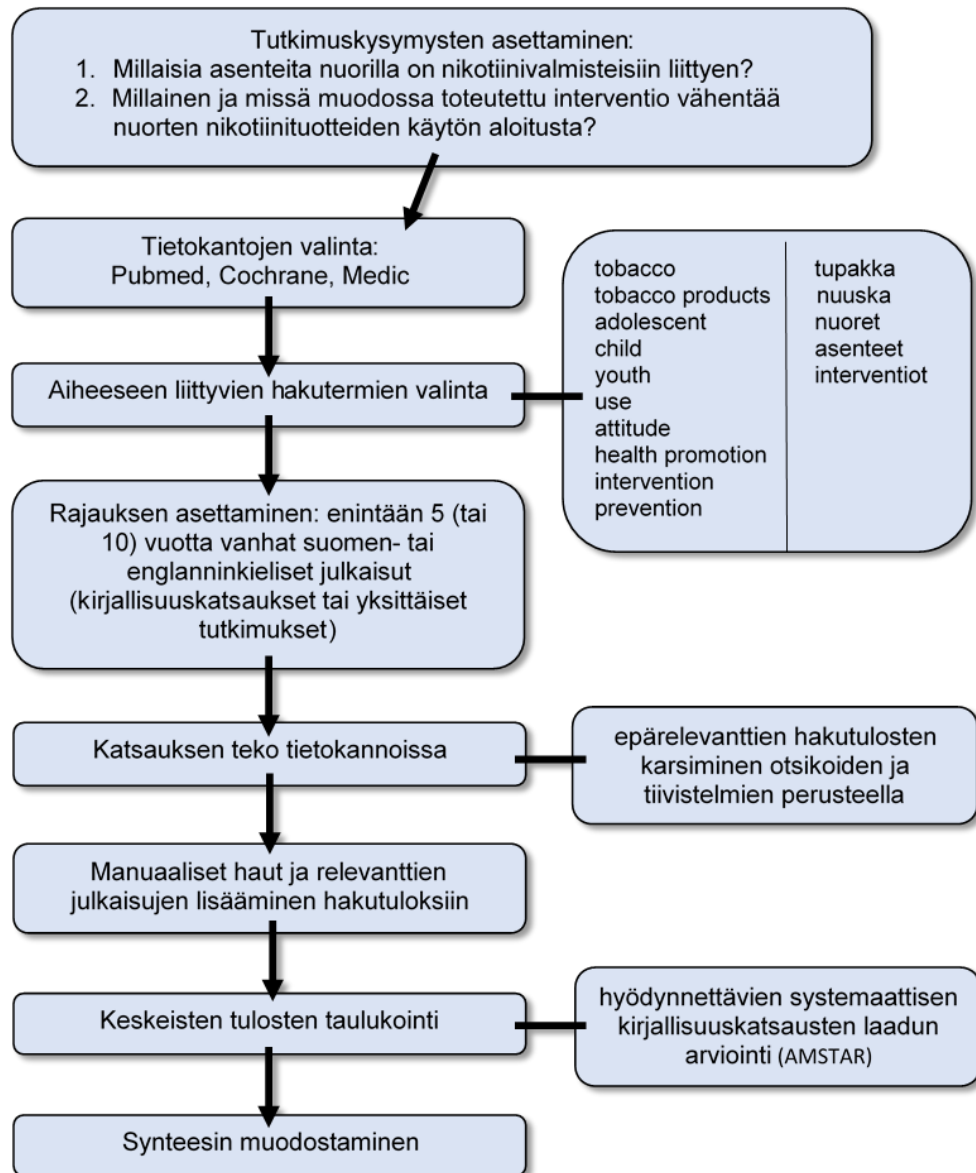 Tutkimuskysymysten asettaminen:
1. Millaisia asenteita nuorilla on nikotiinivalmisteisiin liittyen?
2. Millainen ja missä muodossa toteutettu interventio vähentää
nuorten nikotiinituotteiden käytön aloitusta?
Tietokantojen valinta:
Pubmed, Cochrane, Medic
Aiheeseen liittyvien hakutermien valinta
tobacco
tobacco products
adolescent
child
youth
use
attitude
health promotion
intervention
prevention
tupakka
nuuska
nuoret
asenteet
interventiot
Rajauksen asettaminen: enintään 5 (tai
10) vuotta vanhat suomen- tai
englanninkieliset julkaisut
(kirjallisuuskatsaukset tai yksittäiset
tutkimukset)
Katsauksen teko tietokannoissa
epärelevanttien hakutulosten
karsiminen otsikoiden ja
tiivistelmien perusteella
Manuaaliset haut ja relevanttien
julkaisujen lisääminen hakutuloksiin
Keskeisten tulosten taulukointi
hyödynnettävien systemaattisen
kirjallisuuskatsausten laadun
arviointi (AMSTAR)
Synteesin muodostaminen